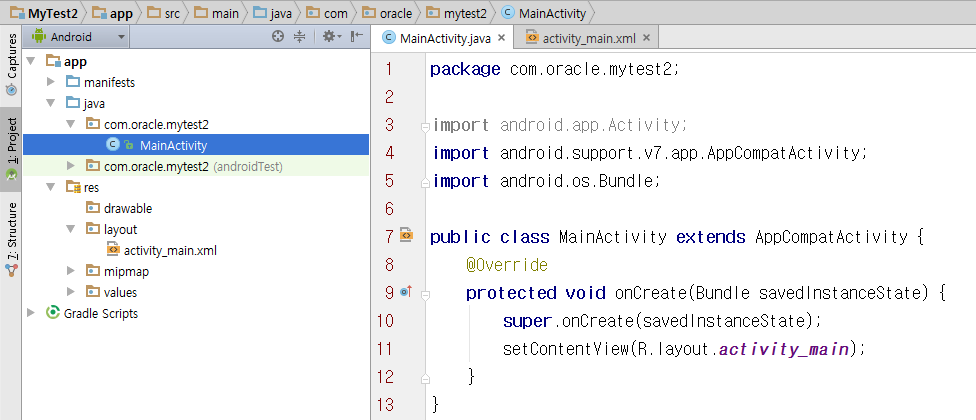 MyTest2 app src main java com oracle mytest2 MainActivity
Captures
1: Project
7: Structure
Android
app
manifests
java
com.oracle.mytest2
MainActivity
com.oracle.mytest2 (androidTest)
res
drawable
layout
activity_main.xml
mipmap
values
Gradle Scripts
MainActivity.java activity_main.xml
1 package com.oracle.mytest2;
2
3 import android.app.Activity;
4 import android.support.v7.app.AppCompatActivity;
5 import android.os.Bundle;
6
7 public class MainActivity extends AppCompatActivity {
8 @Override
9 protected void onCreate(Bundle savedInstanceState) {
10 super.onCreate(savedInstanceState);
11 setContentView(R.layout.activity_main);
12 }
13 }